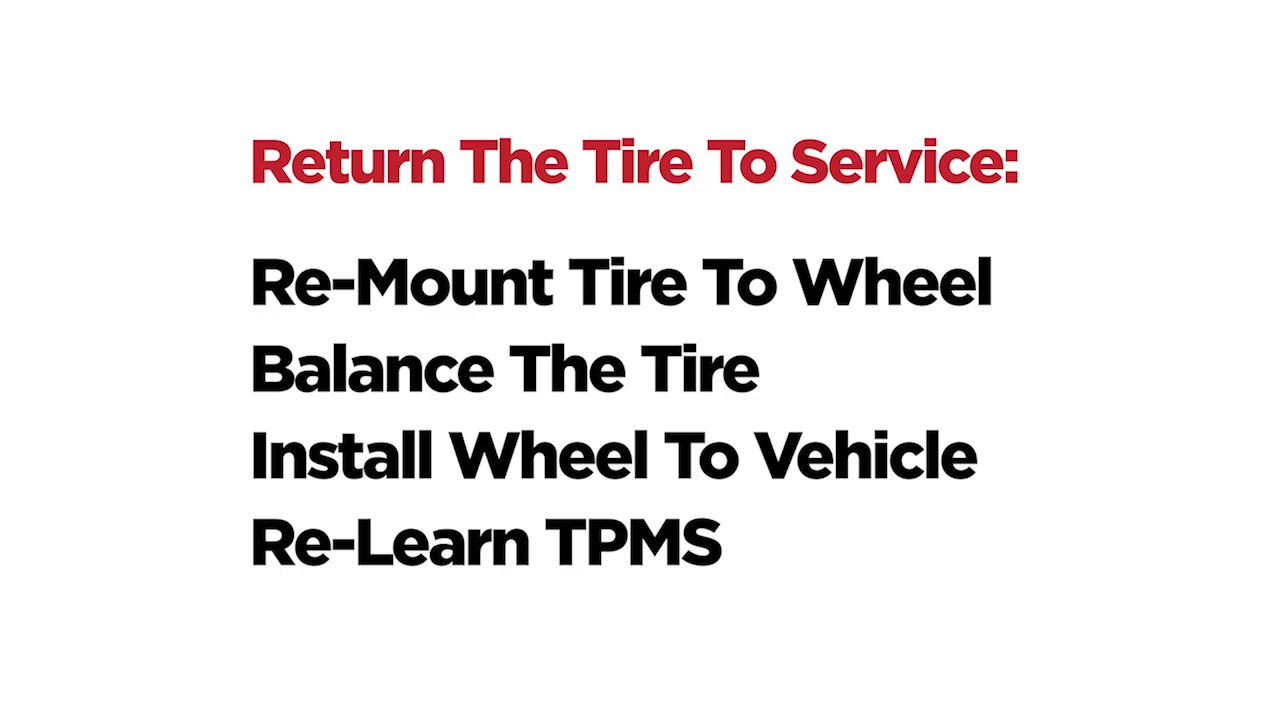 Return The Tire To Service:
Re-Mount Tire To Wheel
Balance The Tire
Install Wheel To Vehicle
Re-Learn TPMS